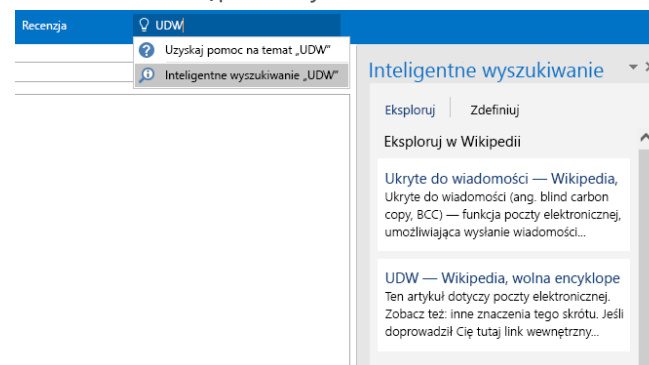 Recenzja
UDW
Uzyskaj pomoc na temat „UDW”
Inteligentne wyszukiwanie „UDW”
Inteligentne wyszukiwanie
Eksploruj
Zdefiniuj
Eksploruj w Wikipedii
Ukryte do wiadomości — Wikipedia,
Ukryte do wiadomości (ang. blind carbon
copy, BCC) — funkcja poczty elektronicznej,
umożliwiająca wysłanie wiadomości...
UDW — Wikipedia, wolna encyklope
Ten artykuł dotyczy poczty elektronicznej.
Zobacz też: inne znaczenia tego skrótu. Jeśli
doprowadził Cię tutaj link wewnętrzny...